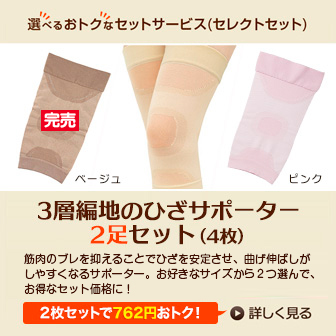 選べるおトクなセットサービス(セレクトセット)
完売
ベージュ
ピンク
3層編地のひざサポーター
2足セット(4枚)
筋肉のブレを抑えることでひざを安定させ、曲げ伸ばしが
しやすくなるサポーター。お好きなサイズから2つ選んで、
お得なセット価格に！
2枚セットで762円おトク！
詳しく見る